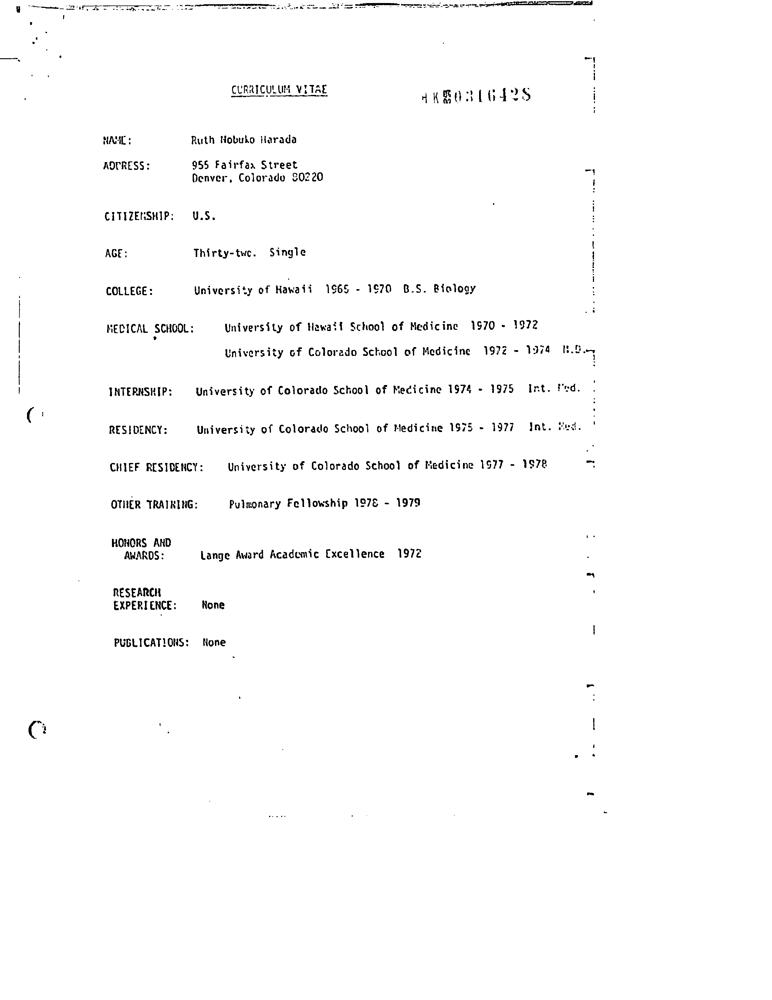 CURRICULUM VITAE
NAME: Ruth Nobuko Harada
ADDRESS: 955 Fairfax Street
Denver, Colorado 80220
CITIZENSHIP: U.S.
AGE: Thirty-two. Single
COLLEGE: University of Hawaii 1965 - 1970 B.S. Biology
MEDICAL SCHOOL: University of Hawaii School of Medicine 1970 - 1972
University of Colorado School of Medicine 1972 - 1974 M.D.
INTERNSHIP: University of Colorado School of Medicine 1974 - 1975 Int. Med.
RESIDENCY: University of Colorado School of Medicine 1975 - 1977 Int. Med.
CHIEF RESIDENCY: University of Colorado School of Medicine 1977 - 1978
OTHER TRAINING: Pulmonary Fellowship 1978 - 1979
HONORS AND
AWARDS: Lange Award Academic Excellence 1972
RESEARCH
EXPERIENCE: None
PUBLICATIONS: None